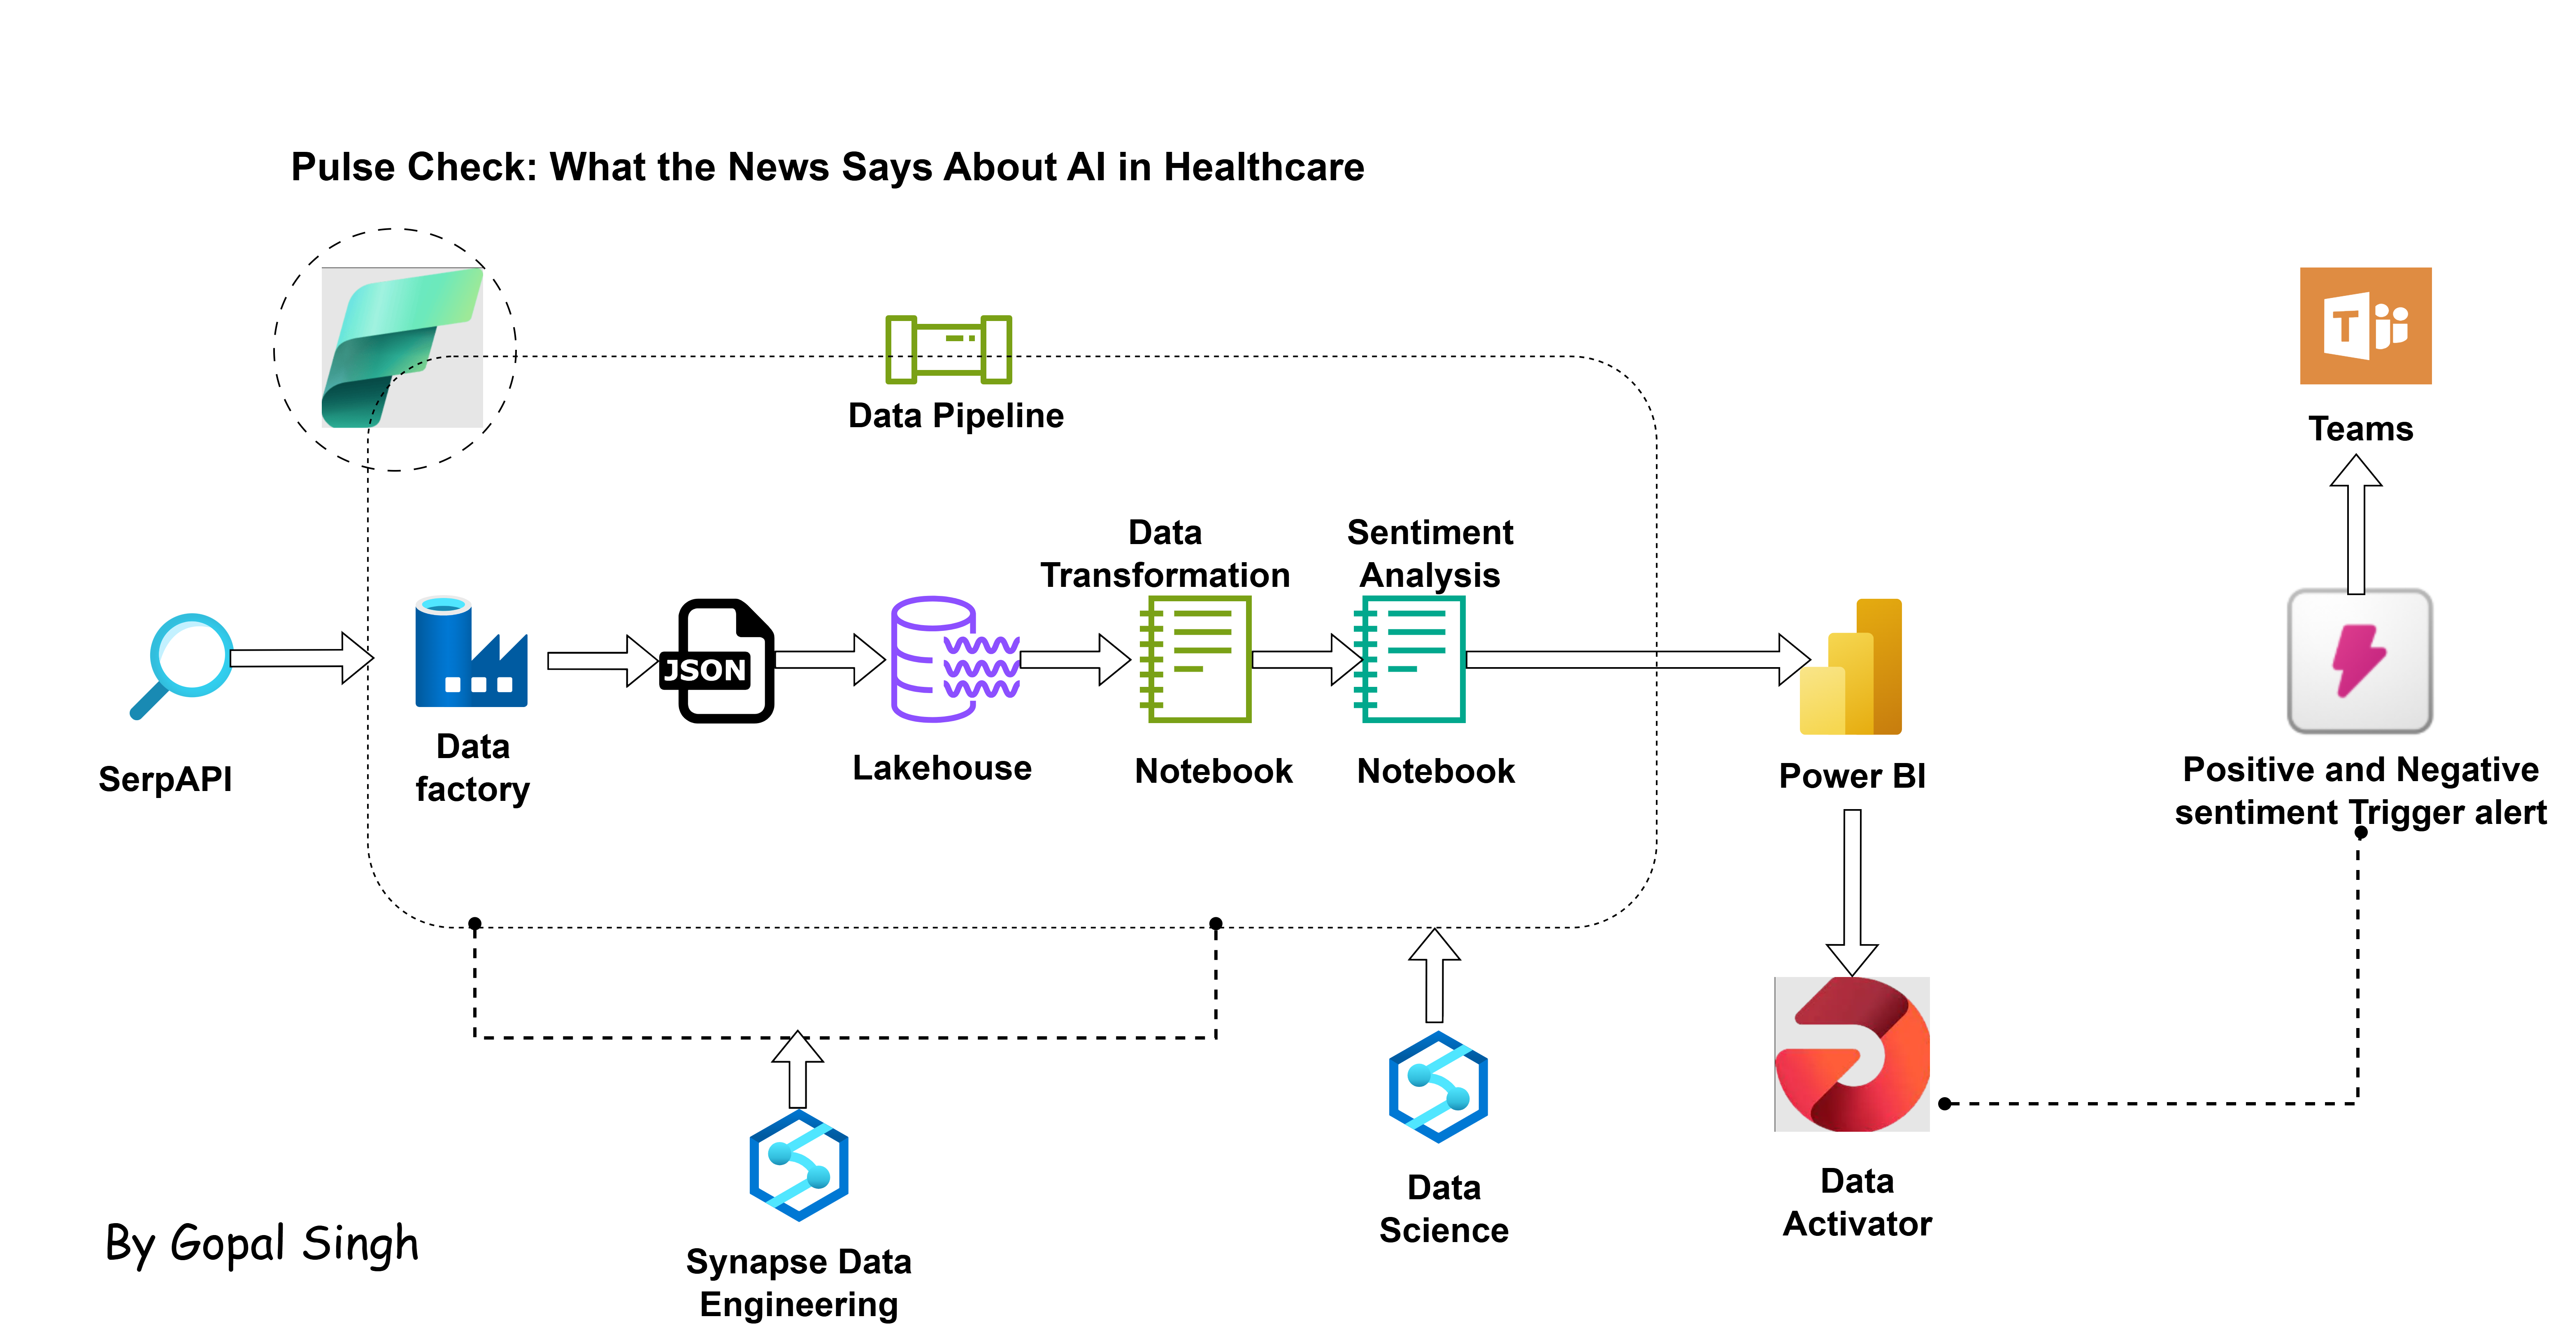 Pulse Check: What the News Says About AI in Healthcare
Data Pipeline
T
Teams
Data
Transformation
Sentiment
Analysis
JSON
SerpAPI
Data
factory
Lakehouse
Notebook
Notebook
Power BI
Positive and Negative
sentiment Trigger alert
Data
Science
Data
Activator
Synapse Data
Engineering
By Gopal Singh